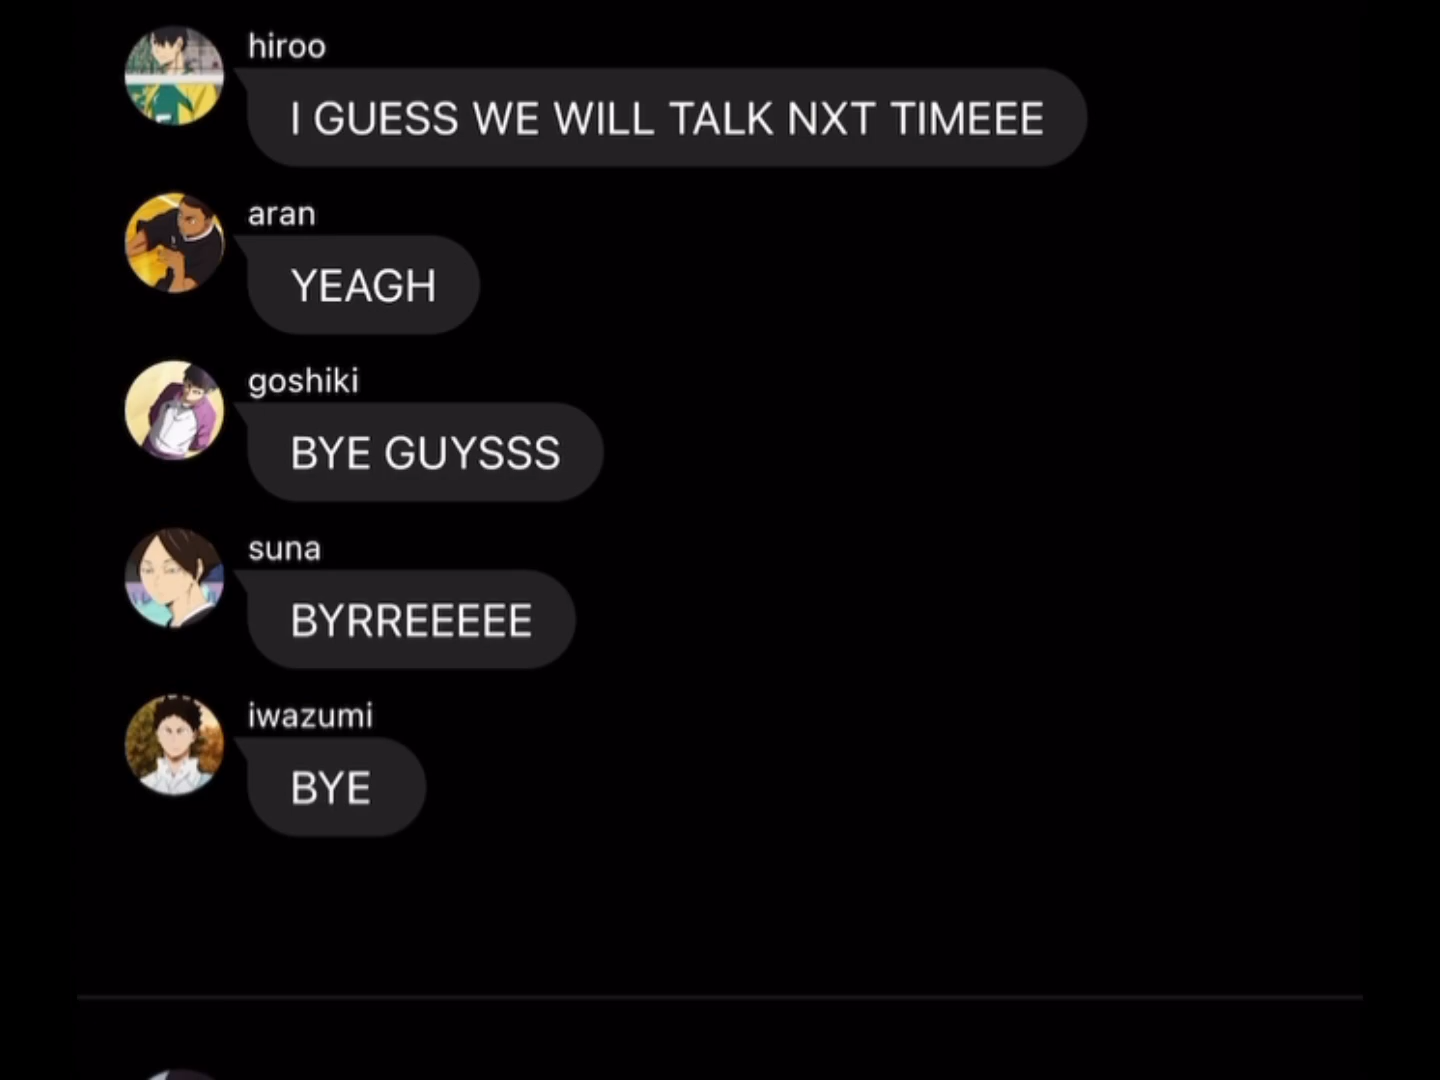 hiroo
I GUESS WE WILL TALK NXT TIMEEE
aran
YEAGH
goshiki
BYE GUYSSS
suna
BYRREEEEE
iwazumi
BYE